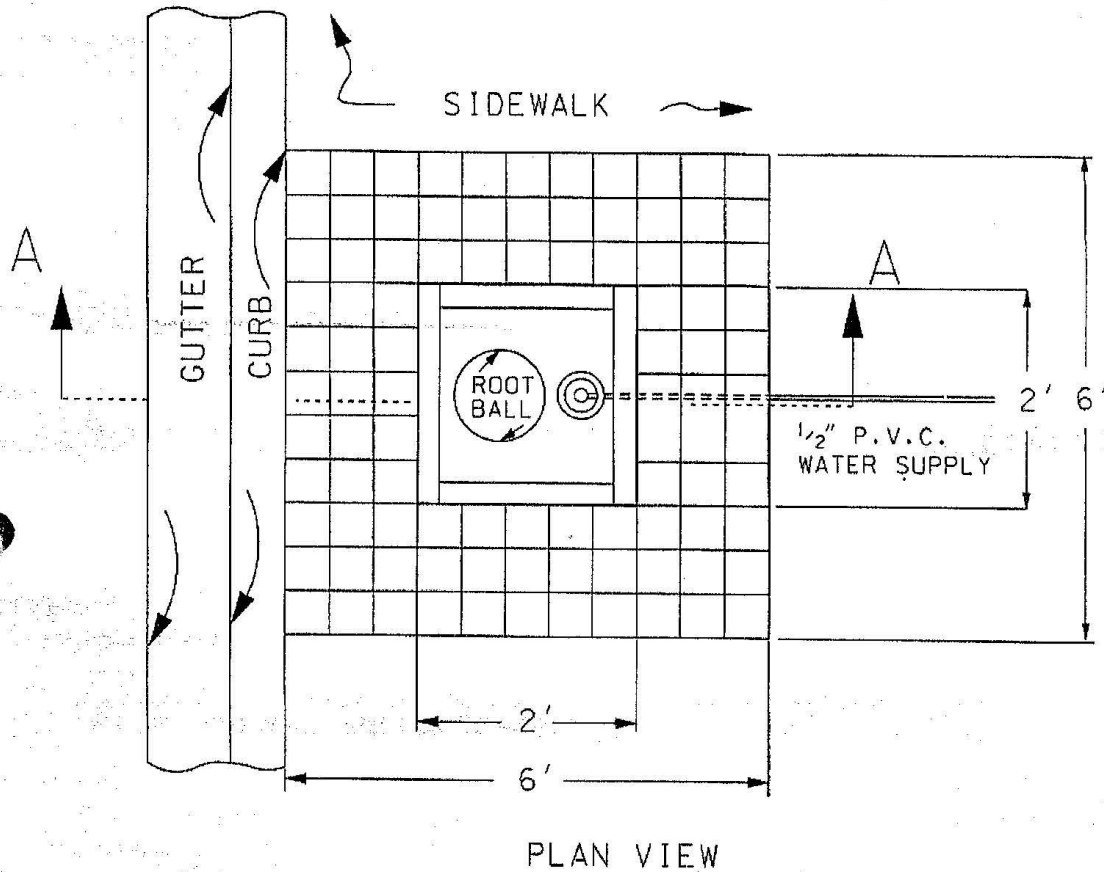 SIDEWALK
A
A
GUTTER
CURB
ROOT
BALL
2' 6'
1/2" P.V.C.
WATER SUPPLY
2'
6'
PLAN VIEW